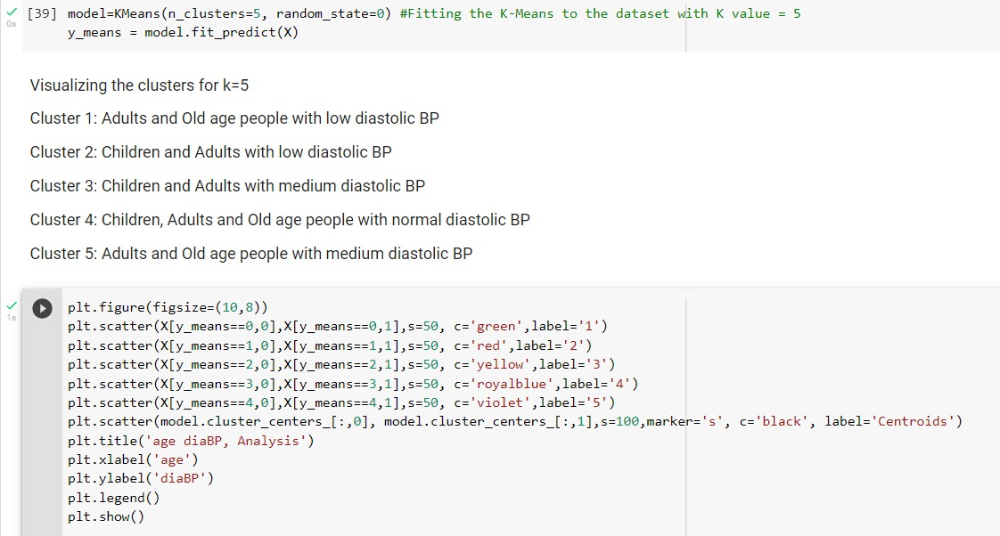 [39] model=KMeans(n_clusters=5, random_state=0) #Fitting the K-Means to the dataset with K value = 5
0s
y_means = model.fit_predict(X)
Visualizing the clusters for k=5
Cluster 1: Adults and Old age people with low diastolic BP
Cluster 2: Children and Adults with low diastolic BP
Cluster 3: Children and Adults with medium diastolic BP
Cluster 4: Children, Adults and Old age people with normal diastolic BP
Cluster 5: Adults and Old age people with medium diastolic BP
plt.figure(figsize=(10,8))
1s
plt.scatter(X[y_means==0,0],X[y_means==0,1],s=50, c='green',label='1')
plt.scatter(X[y_means==1,0],X[y_means==1,1],s=50, c='red',label='2')
plt.scatter(X[y_means==2,0],X[y_means==2,1],s=50, c='yellow',label='3')
plt.scatter(X[y_means==3,0],X[y_means==3,1],s=50, c='royalblue',label='4')
plt.scatter(X[y_means==4,0],X[y_means==4,1],s=50, c='violet',label='5')
plt.scatter(model.cluster_centers_[:,0], model.cluster_centers_[:,1],s=100,marker='s', c='black', label='Centroids')
plt.title('age diaBP, Analysis')
plt.xlabel('age')
plt.ylabel('diaBP')
plt.legend()
plt.show()